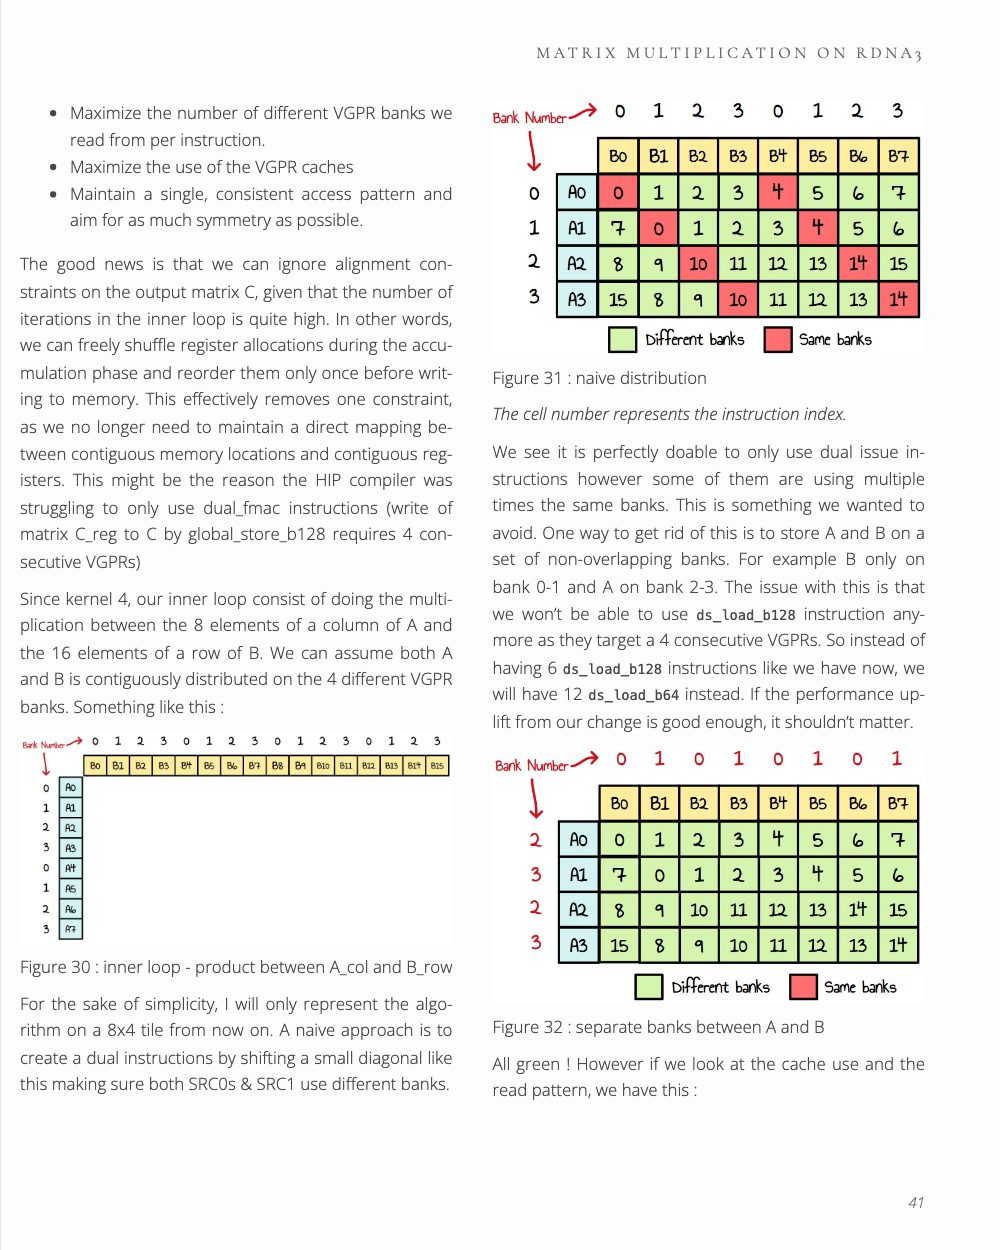 MATRIX MULTIPLICATION ON RDNA3
• Maximize the number of different VGPR banks we
read from per instruction.
• Maximize the use of the VGPR caches
• Maintain a single, consistent access pattern and
aim for as much symmetry as possible.
The good news is that we can ignore alignment con-
straints on the output matrix C, given that the number of
iterations in the inner loop is quite high. In other words,
we can freely shuffle register allocations during the accu-
mulation phase and reorder them only once before writ-
ing to memory. This effectively removes one constraint,
as we no longer need to maintain a direct mapping be-
tween contiguous memory locations and contiguous reg-
isters. This might be the reason the HIP compiler was
struggling to only use dual_fmac instructions (write of
matrix C_reg to C by global_store_b128 requires 4 con-
secutive VGPRs)
Since kernel 4, our inner loop consist of doing the multi-
plication between the 8 elements of a column of A and
the 16 elements of a row of B. We can assume both A
and B is contiguously distributed on the 4 different VGPR
banks. Something like this :
Bank Number 0 1 2 3 0 1 2 3 0 1 2 3 0 1 2 3
B0 B1 B2 B3 B4 B5 B6 B7 B8 B9 B10 B11 B12 B13 B14 B15
0 A0
1 A1
2 A2
3 A3
0 A4
1 A5
2 A6
3 A7
Figure 30 : inner loop - product between A_col and B_row
For the sake of simplicity, I will only represent the algo-
rithm on a 8x4 tile from now on. A naive approach is to
create a dual instructions by shifting a small diagonal like
this making sure both SRC0s & SRC1 use different banks.
Bank Number 0 1 2 3 0 1 2 3
B0 B1 B2 B3 B4 B5 B6 B7
0 A0 0 1 2 3 4 5 6 7
1 A1 7 0 1 2 3 4 5 6
2 A2 8 9 10 11 12 13 14 15
3 A3 15 8 9 10 11 12 13 14
Different banks Same banks
Figure 31 : naive distribution
The cell number represents the instruction index.
We see it is perfectly doable to only use dual issue in-
structions however some of them are using multiple
times the same banks. This is something we wanted to
avoid. One way to get rid of this is to store A and B on a
set of non-overlapping banks. For example B only on
bank 0-1 and A on bank 2-3. The issue with this is that
we won't be able to use ds_load_b128 instruction any-
more as they target a 4 consecutive VGPRs. So instead of
having 6 ds_load_b128 instructions like we have now, we
will have 12 ds_load_b64 instead. If the performance up-
lift from our change is good enough, it shouldn't matter.
Bank Number 0 1 0 1 0 1 0 1
B0 B1 B2 B3 B4 B5 B6 B7
2 A0 0 1 2 3 4 5 6 7
3 A1 7 0 1 2 3 4 5 6
2 A2 8 9 10 11 12 13 14 15
3 A3 15 8 9 10 11 12 13 14
Different banks Same banks
Figure 32 : separate banks between A and B
All green ! However if we look at the cache use and the
read pattern, we have this :
41